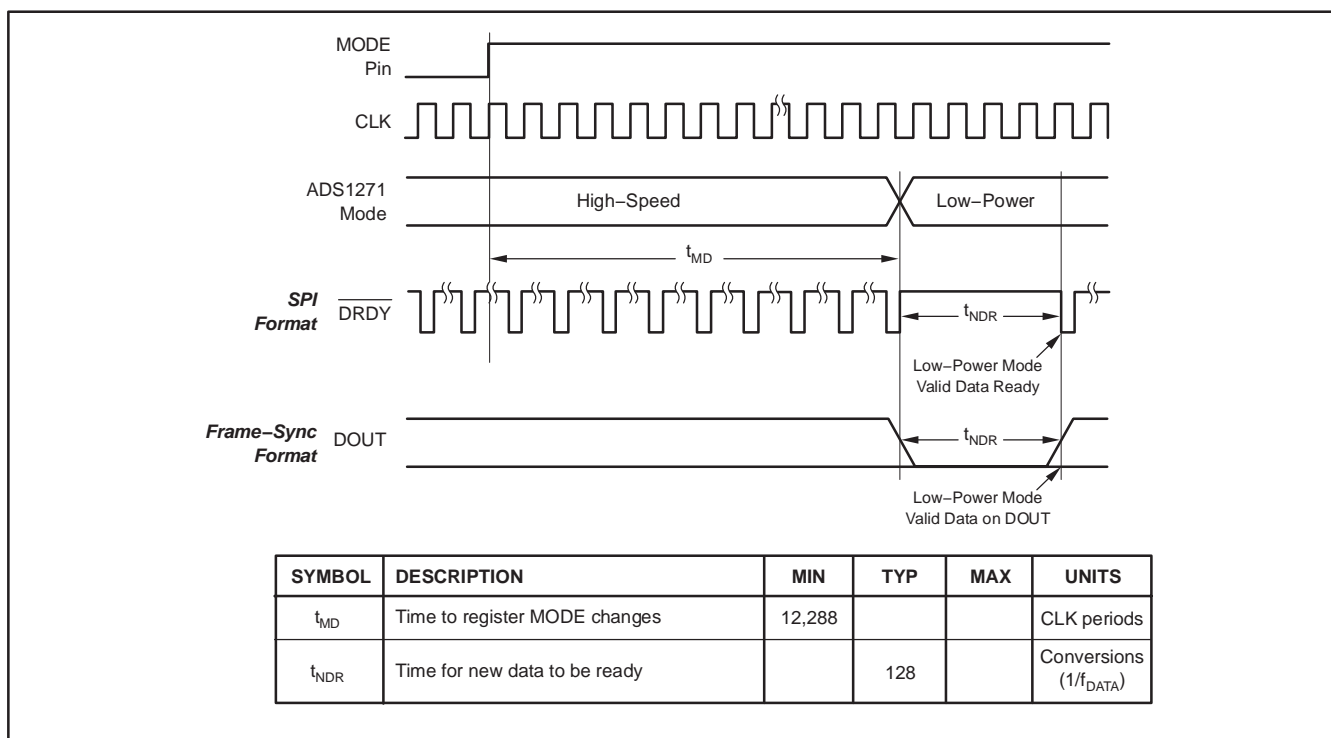 MODE
Pin
CLK
ADS1271
Mode
High−Speed
Low−Power
tMD
SPI
Format
DRDY
tNDR
Low−Power Mode
Valid Data Ready
Frame−Sync
Format
DOUT
tNDR
Low−Power Mode
Valid Data on DOUT
SYMBOL DESCRIPTION MIN TYP MAX UNITS
tMD Time to register MODE changes 12,288 CLK periods
tNDR Time for new data to be ready 128 Conversions
(1/fDATA)